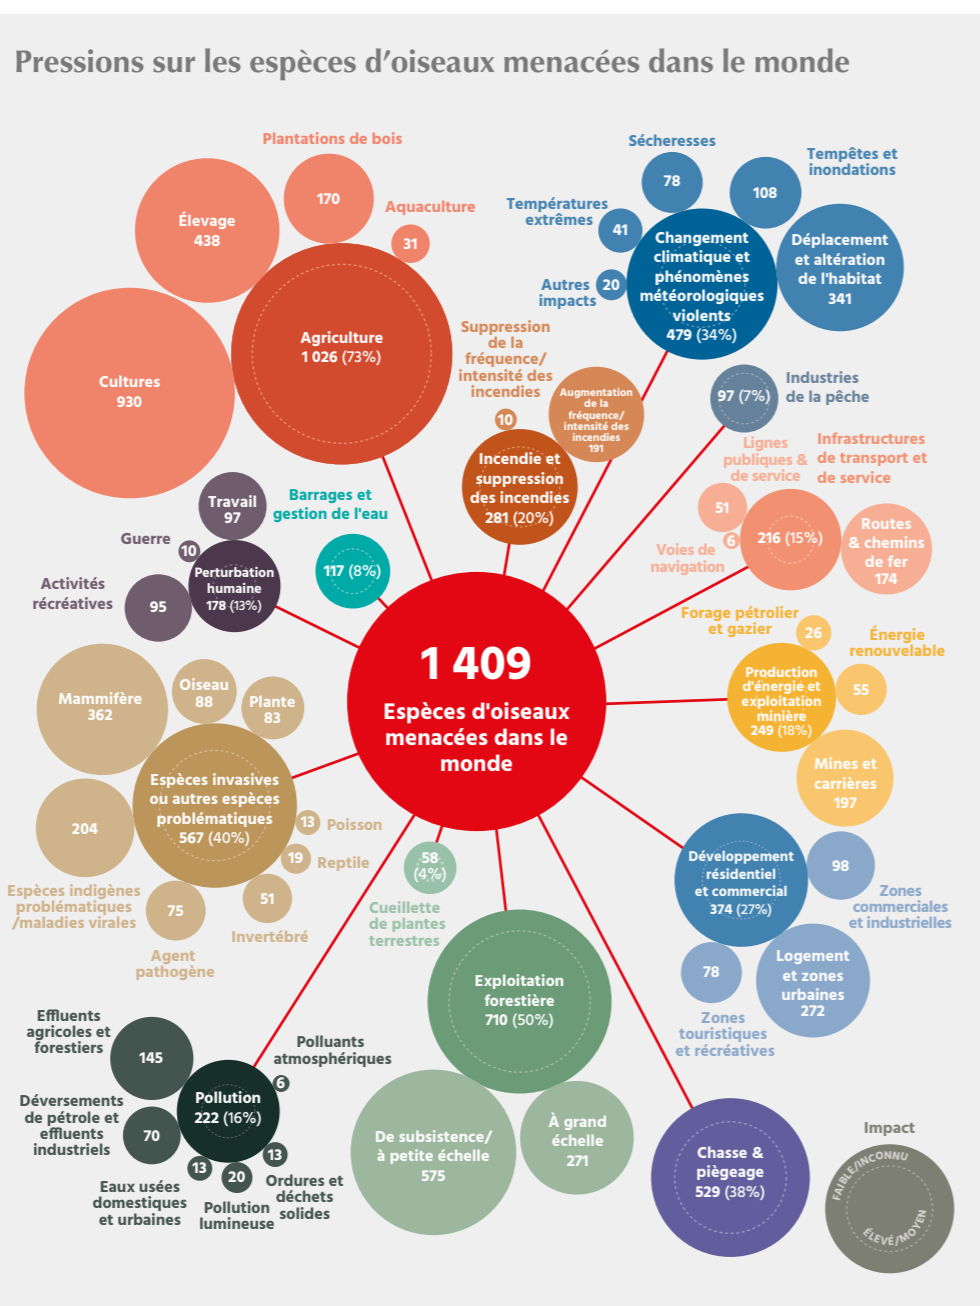 Pressions sur les espèces d'oiseaux menacées dans le monde
Plantations de bois
170
Élevage
438
Aquaculture
31
Cultures
930
Agriculture
1 026 (73%)
Sécheresses
78
Tempêtes et
inondations
108
Températures
extrêmes
41
Autres
impacts
20
Changement
climatique et
phénomènes
météorologiques
violents
479 (34%)
Déplacement
et altération
de l'habitat
341
Suppression
de la
fréquence/
intensité des
incendies
10
Augmentation
de la
fréquence/
intensité des
incendies
191
Incendie et
suppression
des incendies
281 (20%)
97 (7%)
Industries
de la pêche
Lignes
publiques &
de service
51
Infrastructures
de transport et
de service
216 (15%)
Voies de
navigation
6
Routes
& chemins
de fer
174
Travail
97
Guerre
10
Activités
récréatives
95
Perturbation
humaine
178 (13%)
Barrages et
gestion de l'eau
117 (8%)
1 409
Espèces d'oiseaux
menacées dans le
monde
Forage pétrolier
et gazier
26
Énergie
renouvelable
55
Production
d'énergie et
exploitation
minière
249 (18%)
Mines et
carrières
197
Mammifère
362
Oiseau
88
Plante
83
Espèces invasives
ou autres espèces
problématiques
567 (40%)
13
Poisson
19
Reptile
51
Invertébré
204
Espèces indigènes
problématiques
/maladies virales
75
Agent
pathogène
58
(4%)
Cueillette
de plantes
terrestres
Développement
résidentiel
et commercial
374 (27%)
98
Zones
commerciales
et industrielles
Logement
et zones
urbaines
272
78
Zones
touristiques
et récréatives
Exploitation
forestière
710 (50%)
De subsistence/
à petite échelle
575
À grand
échelle
271
Effluents
agricoles et
forestiers
145
Polluants
atmosphériques
6
Pollution
222 (16%)
Déversements
de pétrole et
effluents
industriels
70
13
Eaux usées
domestiques
et urbaines
20
Pollution
lumineuse
13
Ordures et
déchets
solides
Chasse &
piègeage
529 (38%)
Impact
FAIBLE/INCONNU
ÉLEVÉ/MOYEN